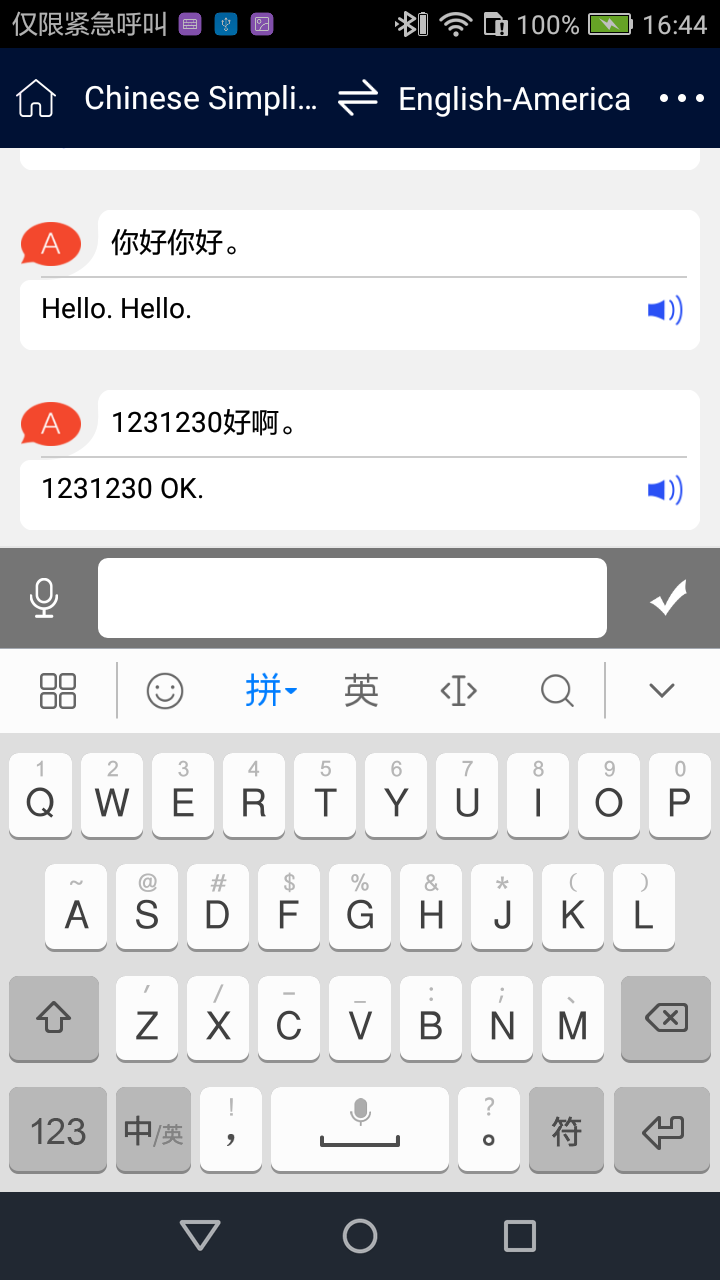 仅限紧急呼叫 100% 16:44
Chinese Simpli... English-America
A 你好你好。
Hello. Hello.
A 1231230好啊。
1231230 OK.
拼 英
1 2 3 4 5 6 7 8 9 0
Q W E R T Y U I O P
~ @ # $ % & * ( )
A S D F G H J K L
' / – _ : ; 、
Z X C V B N M
! ?
123 中/英 , 。 符